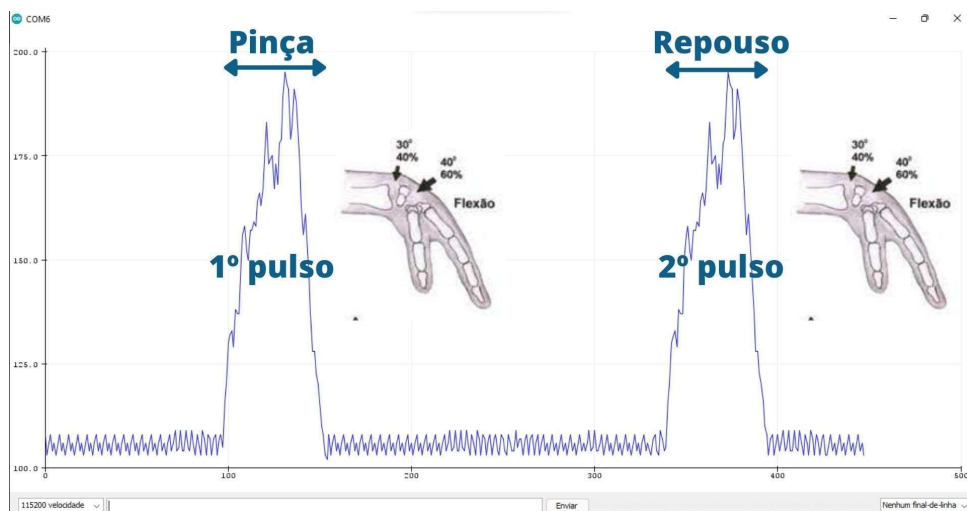 COM6
Pinça
Repouso
200.0
175.0
150.0
125.0
100.0
30°
40%
40°
60%
Flexão
30°
40%
40°
60%
Flexão
1º pulso
2º pulso
0
100
200
300
400
500
115200 velocidade
Enviar
Nenhum final-de-linha